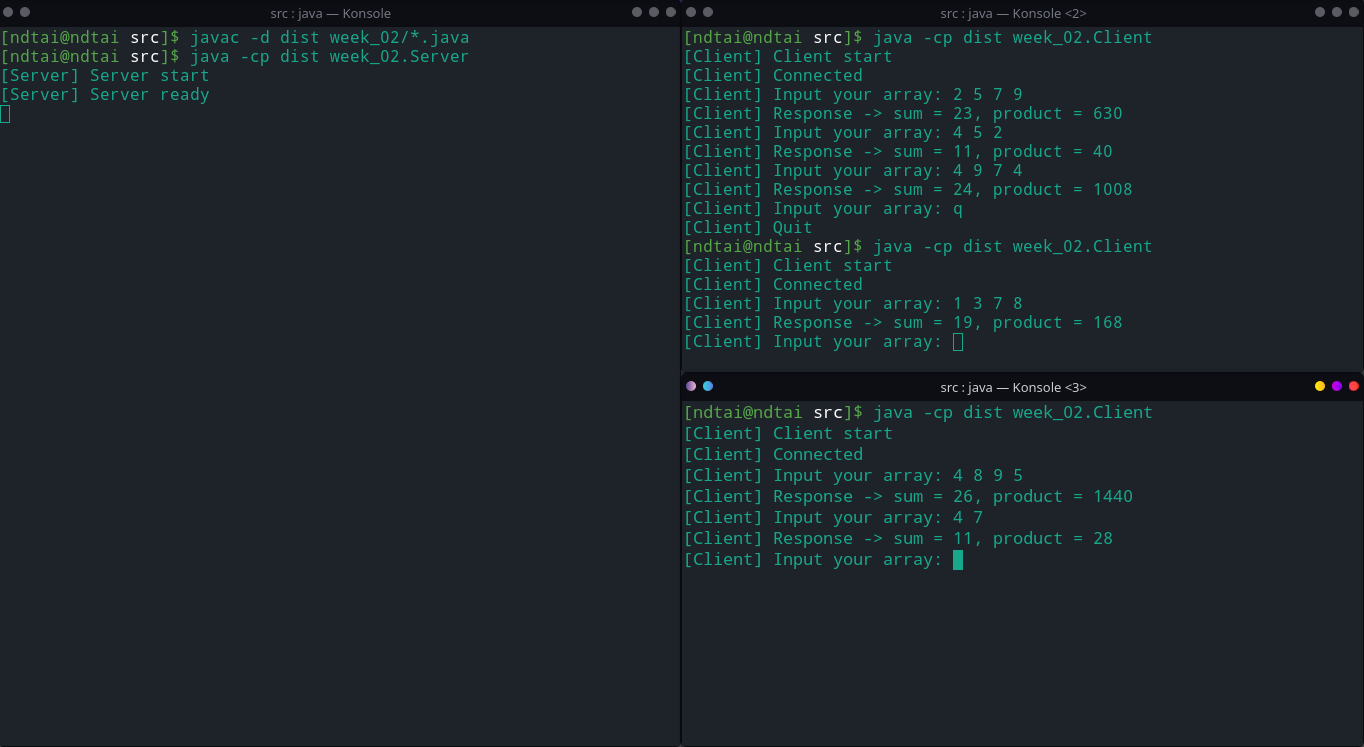 src : java — Konsole
[ndtai@ndtai src]$ javac -d dist week_02/*.java
[ndtai@ndtai src]$ java -cp dist week_02.Server
[Server] Server start
[Server] Server ready
src : java — Konsole <2>
[ndtai@ndtai src]$ java -cp dist week_02.Client
[Client] Client start
[Client] Connected
[Client] Input your array: 2 5 7 9
[Client] Response -> sum = 23, product = 630
[Client] Input your array: 4 5 2
[Client] Response -> sum = 11, product = 40
[Client] Input your array: 4 9 7 4
[Client] Response -> sum = 24, product = 1008
[Client] Input your array: q
[Client] Quit
[ndtai@ndtai src]$ java -cp dist week_02.Client
[Client] Client start
[Client] Connected
[Client] Input your array: 1 3 7 8
[Client] Response -> sum = 19, product = 168
[Client] Input your array:
src : java — Konsole <3>
[ndtai@ndtai src]$ java -cp dist week_02.Client
[Client] Client start
[Client] Connected
[Client] Input your array: 4 8 9 5
[Client] Response -> sum = 26, product = 1440
[Client] Input your array: 4 7
[Client] Response -> sum = 11, product = 28
[Client] Input your array: